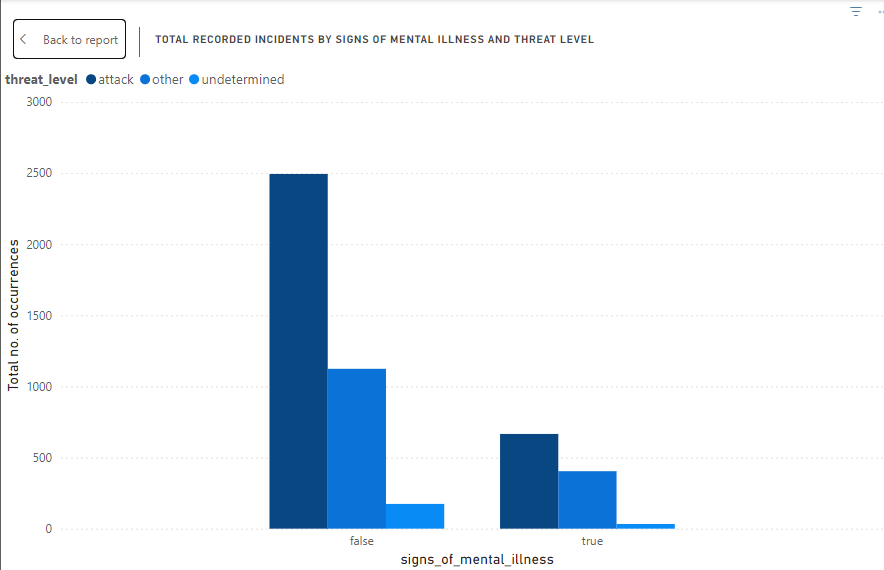 Back to report
TOTAL RECORDED INCIDENTS BY SIGNS OF MENTAL ILLNESS AND THREAT LEVEL
threat_level attack other undetermined
3000
2500
2000
1500
1000
500
0
Total no. of occurrences
false true
signs_of_mental_illness